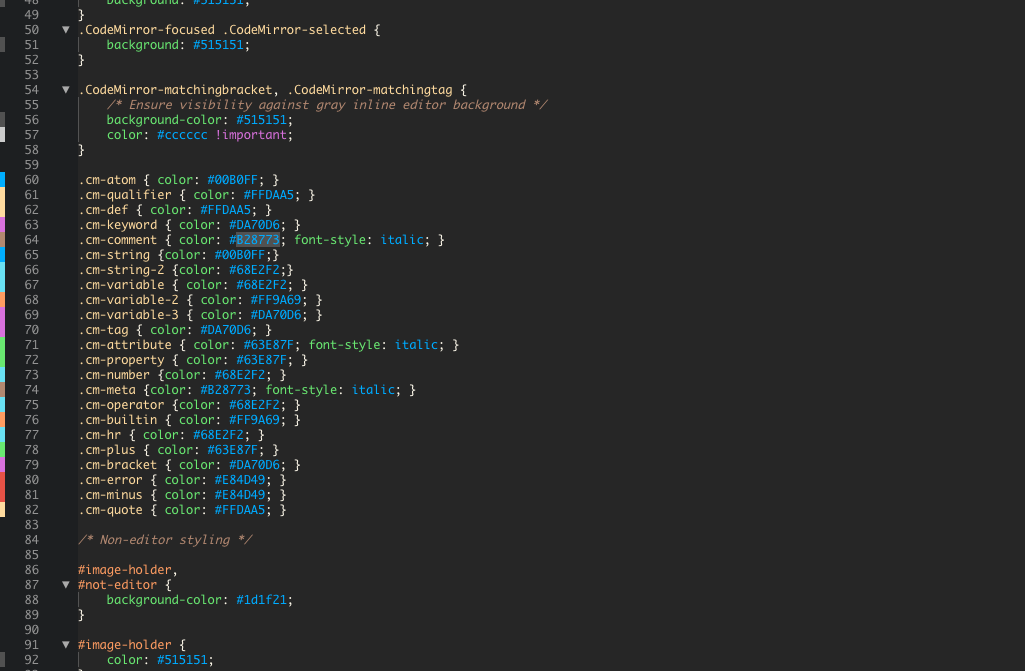 48 background: #515151;
49 }
50 ▼ .CodeMirror-focused .CodeMirror-selected {
51 background: #515151;
52 }
53
54 ▼ .CodeMirror-matchingbracket, .CodeMirror-matchingtag {
55 /* Ensure visibility against gray inline editor background */
56 background-color: #515151;
57 color: #cccccc !important;
58 }
59
60 .cm-atom { color: #00B0FF; }
61 .cm-qualifier { color: #FFDAA5; }
62 .cm-def { color: #FFDAA5; }
63 .cm-keyword { color: #DA70D6; }
64 .cm-comment { color: #B28773; font-style: italic; }
65 .cm-string {color: #00B0FF;}
66 .cm-string-2 {color: #68E2F2;}
67 .cm-variable { color: #68E2F2; }
68 .cm-variable-2 { color: #FF9A69; }
69 .cm-variable-3 { color: #DA70D6; }
70 .cm-tag { color: #DA70D6; }
71 .cm-attribute { color: #63E87F; font-style: italic; }
72 .cm-property { color: #63E87F; }
73 .cm-number {color: #68E2F2; }
74 .cm-meta {color: #B28773; font-style: italic; }
75 .cm-operator {color: #68E2F2; }
76 .cm-builtin { color: #FF9A69; }
77 .cm-hr { color: #68E2F2; }
78 .cm-plus { color: #63E87F; }
79 .cm-bracket { color: #DA70D6; }
80 .cm-error { color: #E84D49; }
81 .cm-minus { color: #E84D49; }
82 .cm-quote { color: #FFDAA5; }
83
84 /* Non-editor styling */
85
86 #image-holder,
87 ▼ #not-editor {
88 background-color: #1d1f21;
89 }
90
91 ▼ #image-holder {
92 color: #515151;